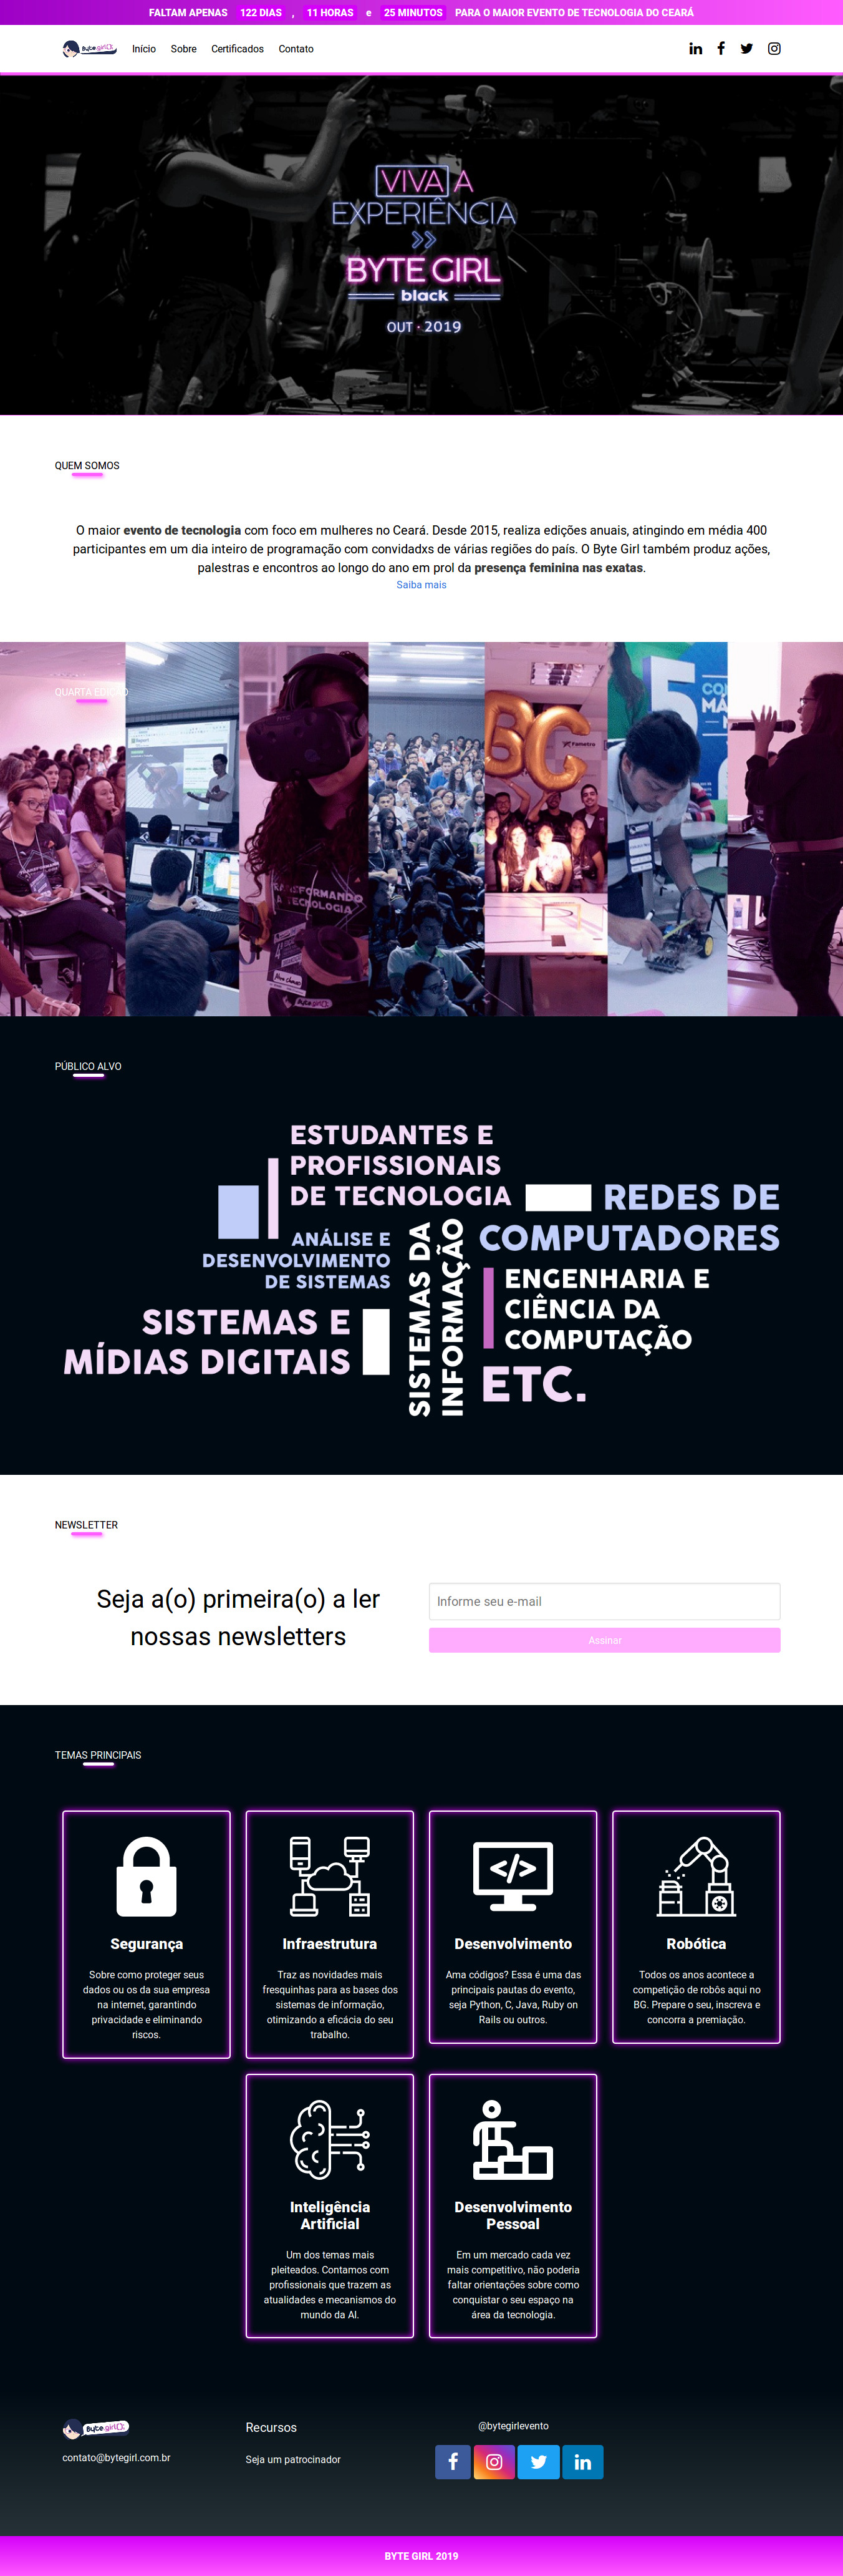 FALTAM APENAS 122 DIAS , 11 HORAS e 25 MINUTOS PARA O MAIOR EVENTO DE TECNOLOGIA DO CEARÁ
Byte girl Início Sobre Certificados Contato
VIVA A
EXPERIÊNCIA
BYTE GIRL
black
OUT · 2019
QUEM SOMOS
O maior evento de tecnologia com foco em mulheres no Ceará. Desde 2015, realiza edições anuais, atingindo em média 400
participantes em um dia inteiro de programação com convidadxs de várias regiões do país. O Byte Girl também produz ações,
palestras e encontros ao longo do ano em prol da presença feminina nas exatas.
Saiba mais
QUARTA EDIÇÃO
BG
Fametro
TRANSFORMANDO
A TECNOLOGIA
PÚBLICO ALVO
ESTUDANTES E
PROFISSIONAIS
DE TECNOLOGIA
REDES DE
COMPUTADORES
ANÁLISE E
DESENVOLVIMENTO
DE SISTEMAS
SISTEMAS DA
INFORMAÇÃO
ENGENHARIA E
CIÊNCIA DA
COMPUTAÇÃO
SISTEMAS E
MÍDIAS DIGITAIS
ETC.
NEWSLETTER
Seja a(o) primeira(o) a ler
nossas newsletters
Informe seu e-mail
Assinar
TEMAS PRINCIPAIS
Segurança
Sobre como proteger seus
dados ou os da sua empresa
na internet, garantindo
privacidade e eliminando
riscos.
Infraestrutura
Traz as novidades mais
fresquinhas para as bases dos
sistemas de informação,
otimizando a eficácia do seu
trabalho.
Desenvolvimento
Ama códigos? Essa é uma das
principais pautas do evento,
seja Python, C, Java, Ruby on
Rails ou outros.
Robótica
Todos os anos acontece a
competição de robôs aqui no
BG. Prepare o seu, inscreva e
concorra a premiação.
Inteligência
Artificial
Um dos temas mais
pleiteados. Contamos com
profissionais que trazem as
atualidades e mecanismos do
mundo da AI.
Desenvolvimento
Pessoal
Em um mercado cada vez
mais competitivo, não poderia
faltar orientações sobre como
conquistar o seu espaço na
área da tecnologia.
Byte girl
contato@bytegirl.com.br
Recursos
Seja um patrocinador
@bytegirlevento
BYTE GIRL 2019